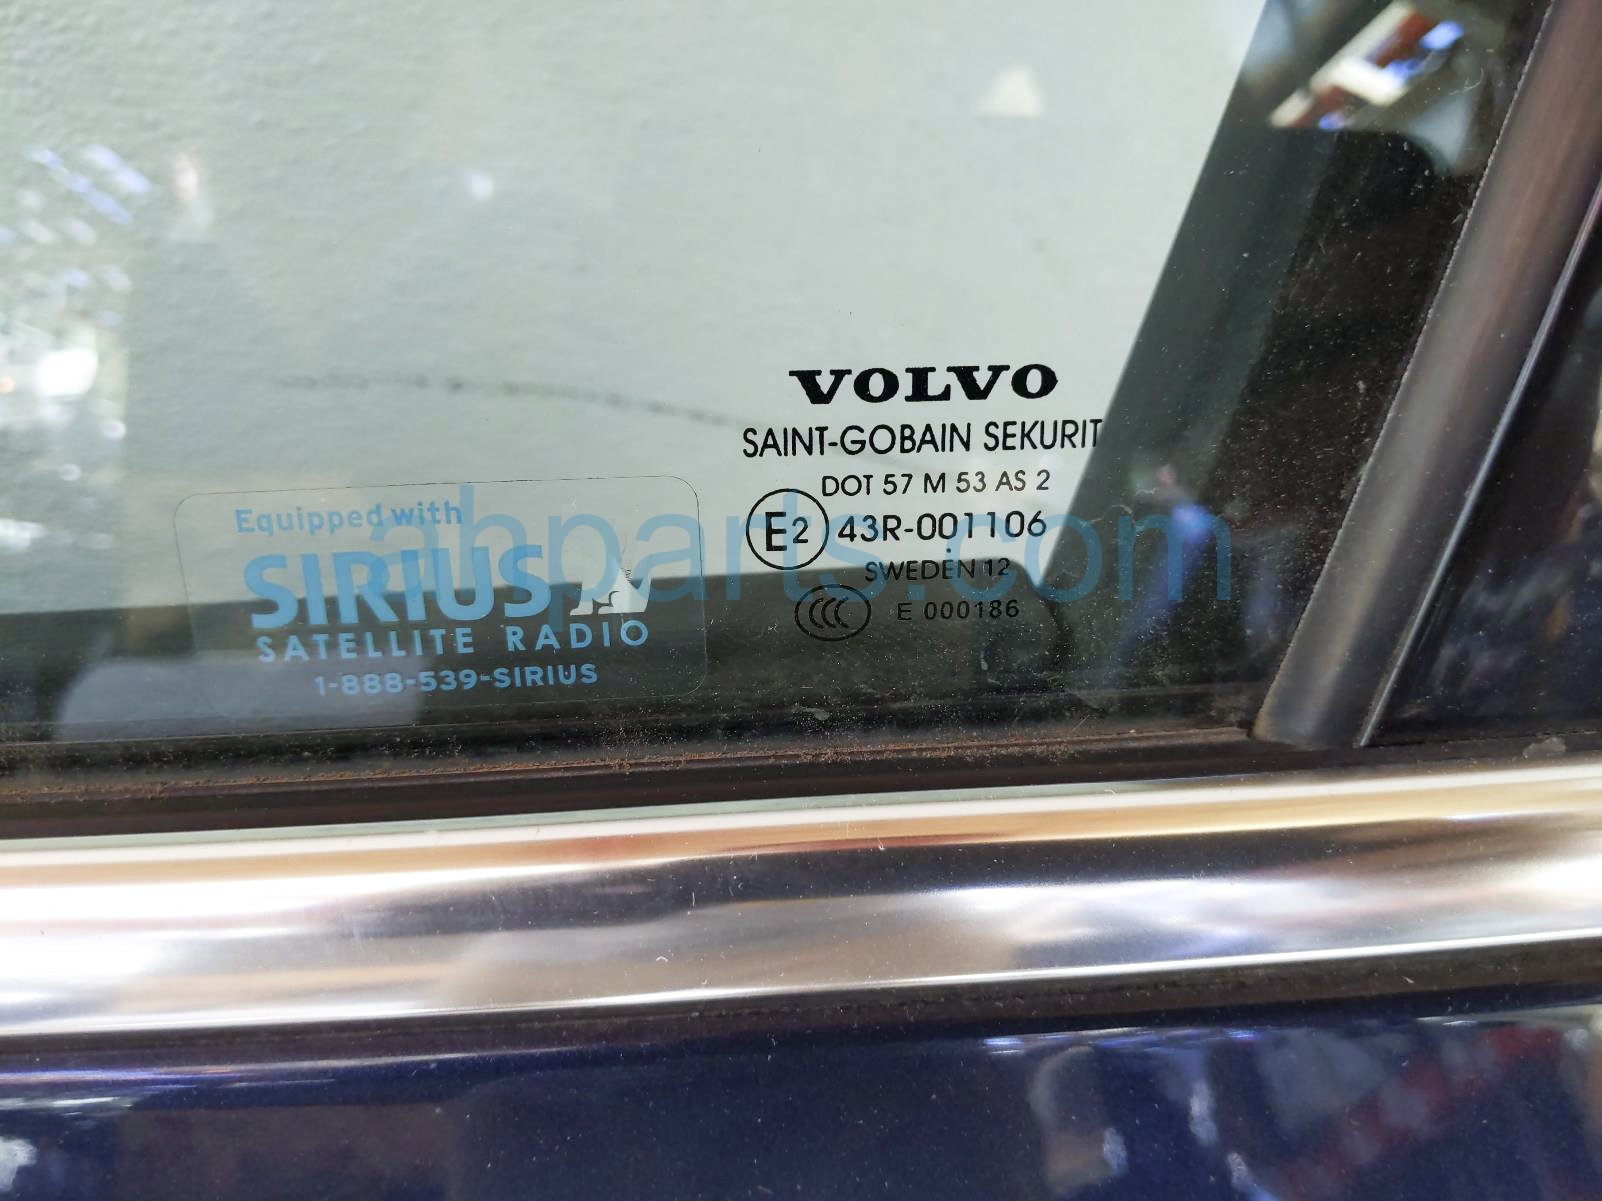 VOLVO
SAINT-GOBAIN SEKURIT
DOT 57 M 53 AS 2
E2 43R-001106
SWEDEN 12
CCC E 000186
Equipped with
SIRIUS
SATELLITE RADIO
1-888-539-SIRIUS
ahparts.com